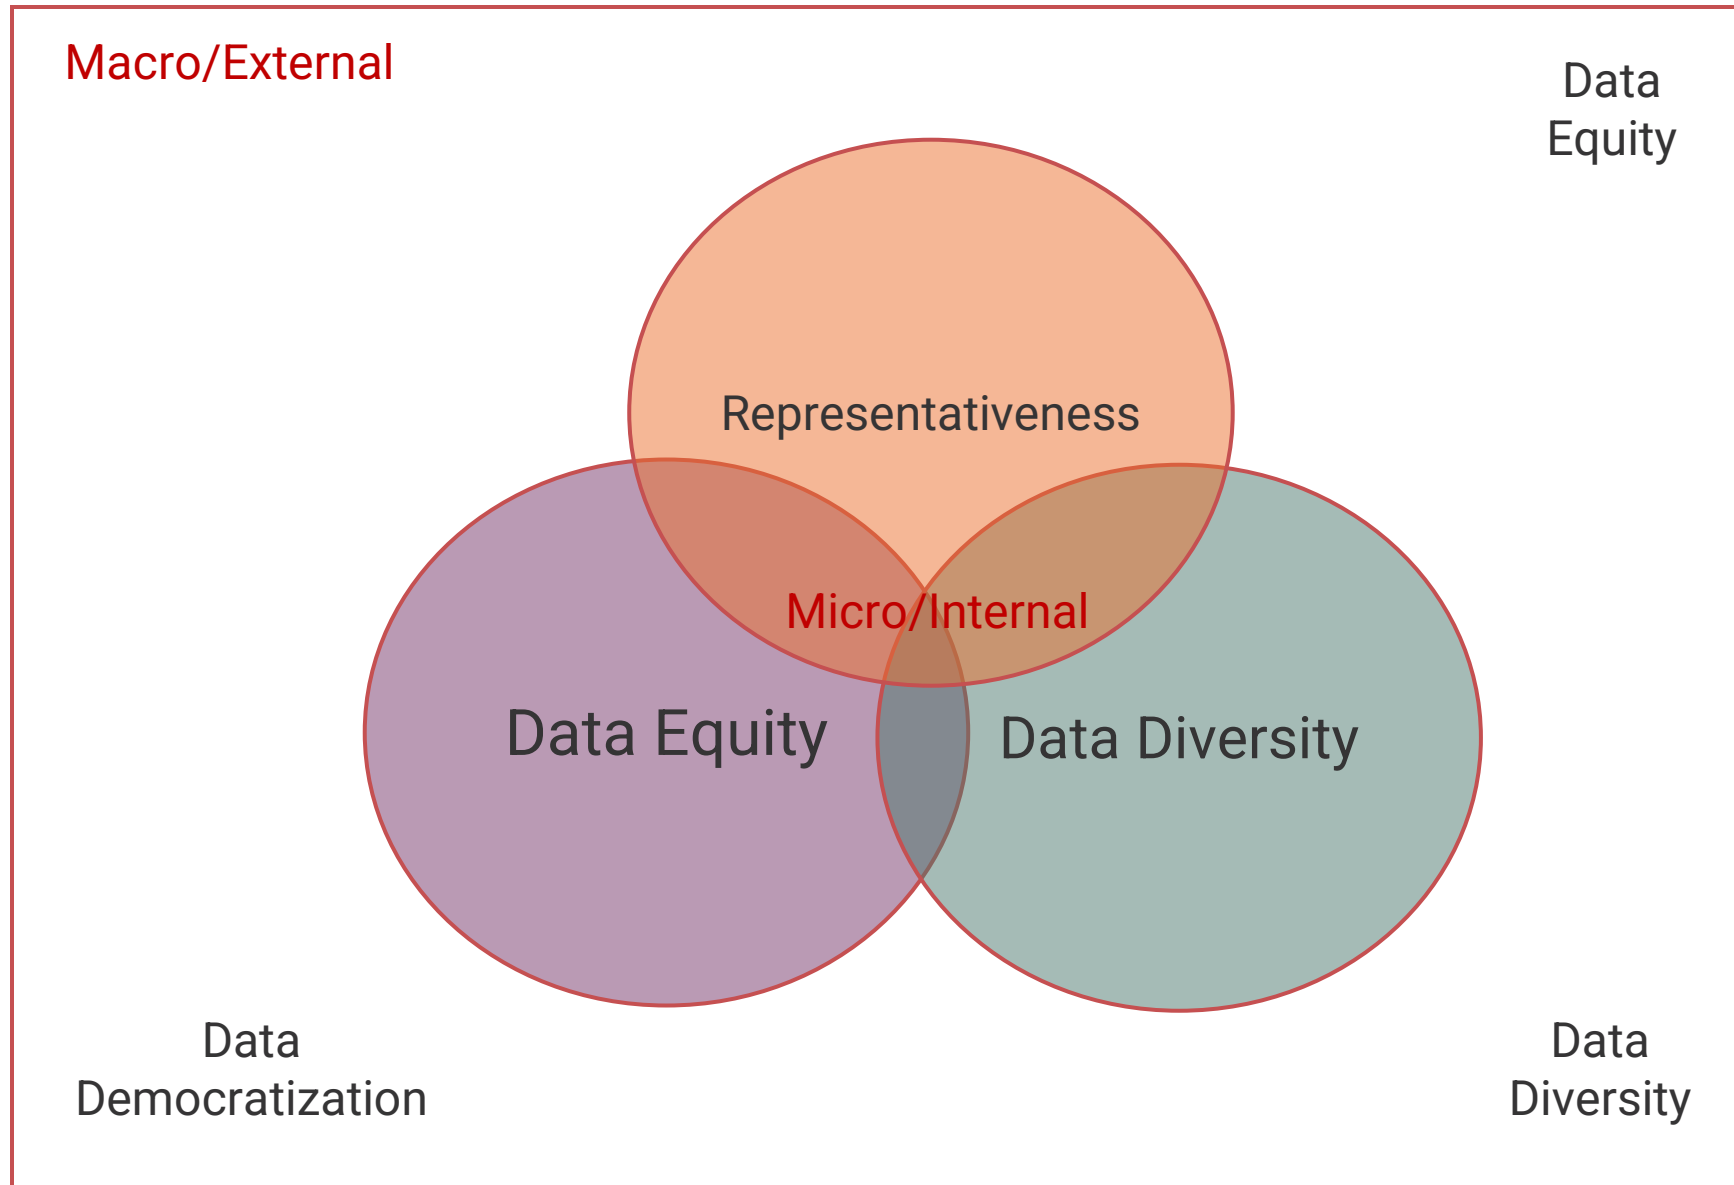 Macro/External
Data
Equity
Representativeness
Micro/Internal
Data Equity
Data Diversity
Data
Democratization
Data
Diversity